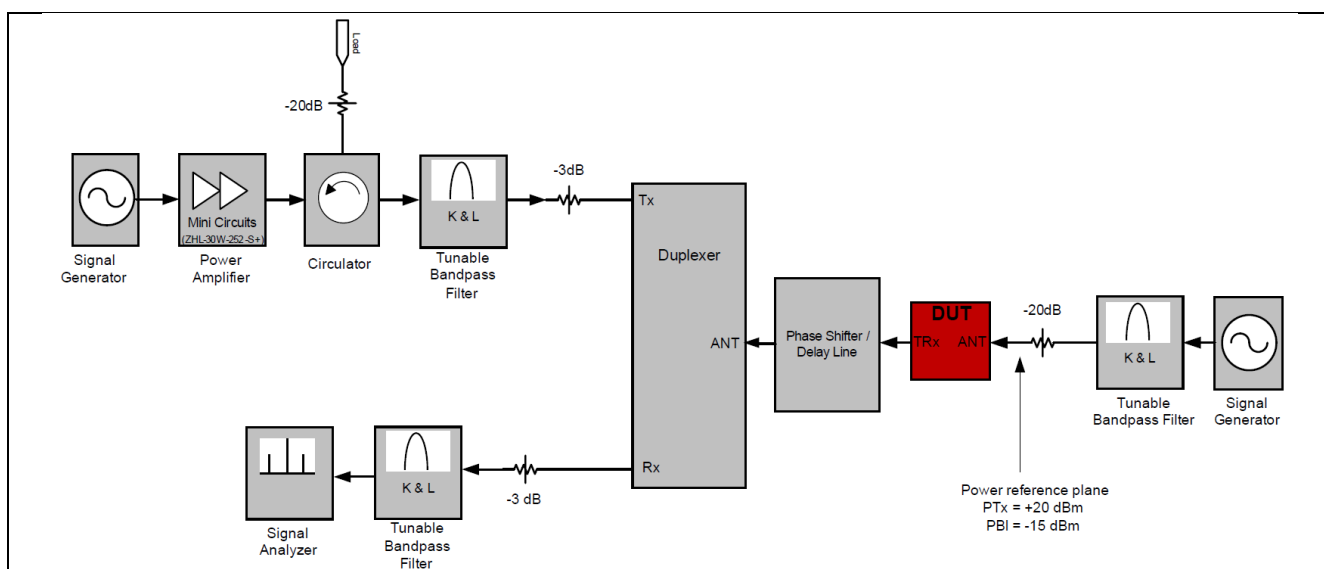 Load
-20dB
Signal
Generator
Mini Circuits
(ZHL-30W-252-S+)
Power
Amplifier
Circulator
K & L
Tunable
Bandpass
Filter
-3dB
Tx
Duplexer
ANT
Rx
Phase Shifter /
Delay Line
DUT
TRx
ANT
-20dB
K & L
Tunable
Bandpass Filter
Signal
Generator
Power reference plane
PTx = +20 dBm
PBI = -15 dBm
-3 dB
K & L
Tunable
Bandpass
Filter
Signal
Analyzer